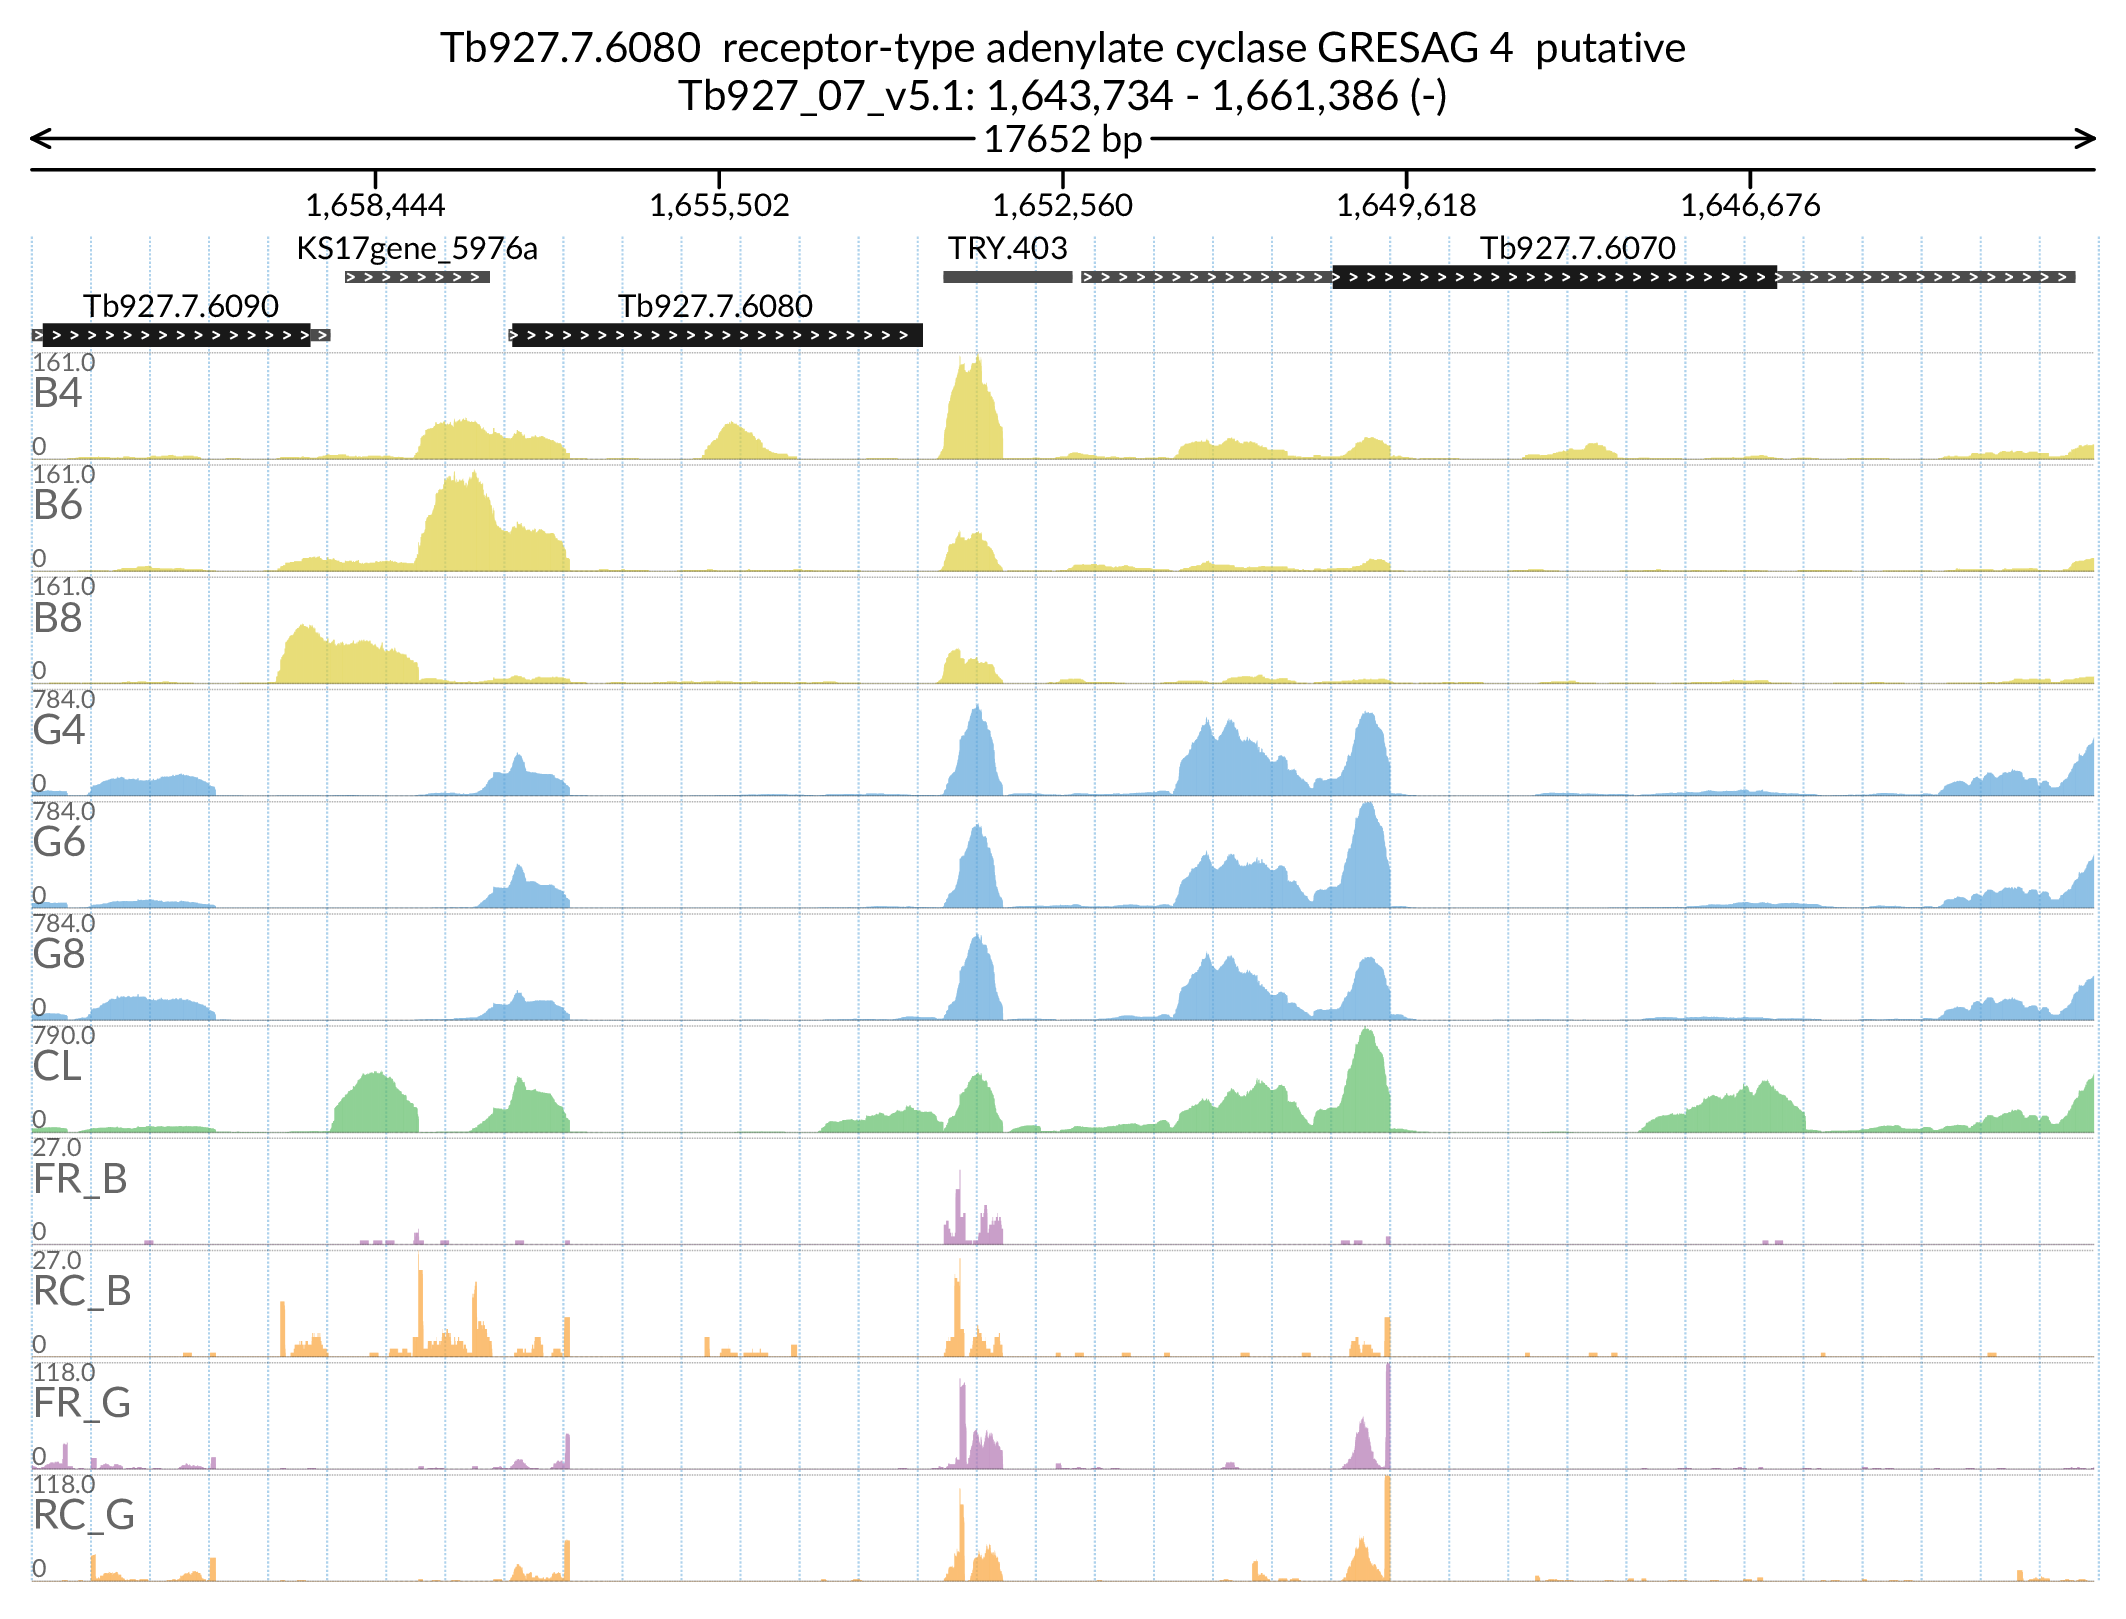 Tb927.7.6080  receptor-type adenylate cyclase GRESAG 4  putative
Tb927_07_v5.1: 1,643,734 - 1,661,386 (-)
17652 bp
1,658,444 1,655,502 1,652,560 1,649,618 1,646,676
KS17gene_5976a TRY.403 Tb927.7.6070
Tb927.7.6090 Tb927.7.6080
161.0
B4
0
161.0
B6
0
161.0
B8
0
784.0
G4
0
784.0
G6
0
784.0
G8
0
790.0
CL
0
27.0
FR_B
0
27.0
RC_B
0
118.0
FR_G
0
118.0
RC_G
0